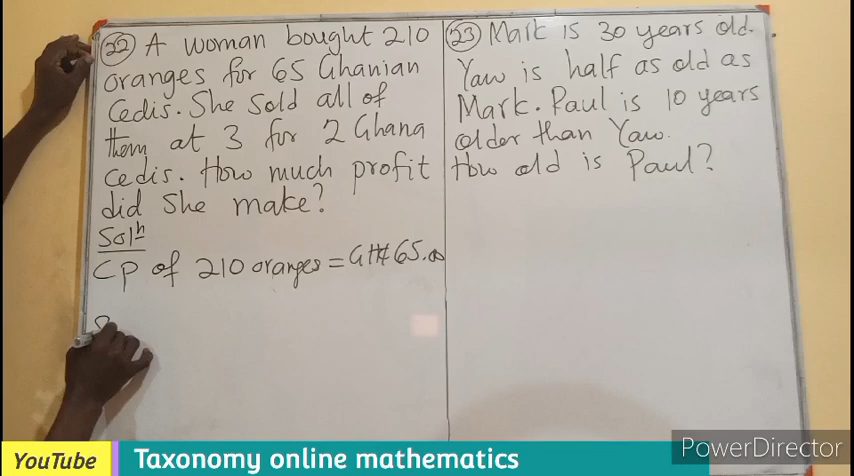 22 A woman bought 210
oranges for 65 Ghanian
Cedis. She Sold all of
them at 3 for 2 Ghana
Cedis. How much profit
did She make?
Soln
CP of 210 oranges = GH¢65.00
S
23 Mark is 30 years old.
Yaw is half as old as
Mark. Paul is 10 years
older than Yaw.
How old is Paul?
PowerDirector
YouTube Taxonomy online mathematics